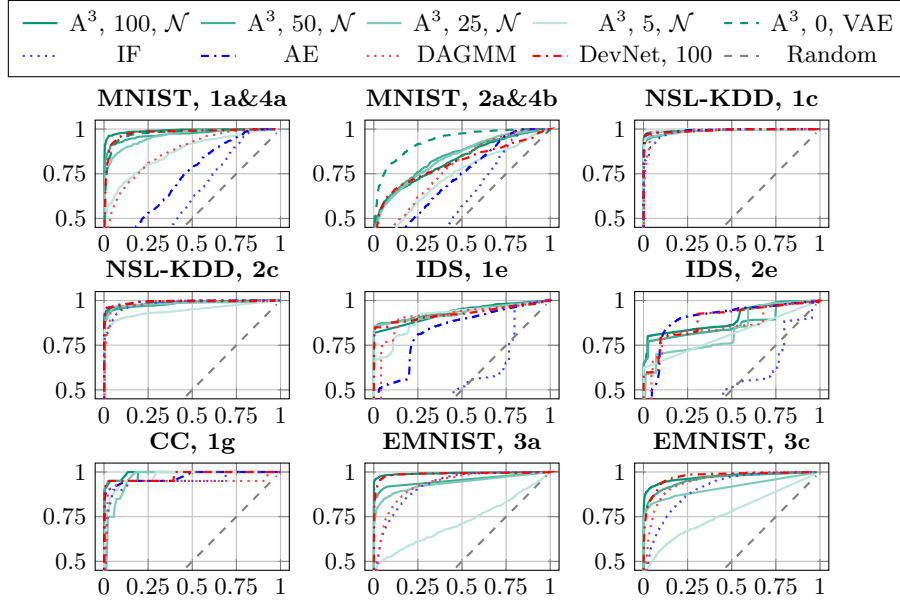 A³, 100, 𝒩 A³, 50, 𝒩 A³, 25, 𝒩 A³, 5, 𝒩 A³, 0, VAE
IF AE DAGMM DevNet, 100 Random
MNIST, 1a&4a MNIST, 2a&4b NSL-KDD, 1c
1 1 1
0.75 0.75 0.75
0.5 0.5 0.5
0 0.25 0.5 0.75 1 0 0.25 0.5 0.75 1 0 0.25 0.5 0.75 1
NSL-KDD, 2c IDS, 1e IDS, 2e
1 1 1
0.75 0.75 0.75
0.5 0.5 0.5
0 0.25 0.5 0.75 1 0 0.25 0.5 0.75 1 0 0.25 0.5 0.75 1
CC, 1g EMNIST, 3a EMNIST, 3c
1 1 1
0.75 0.75 0.75
0.5 0.5 0.5
0 0.25 0.5 0.75 1 0 0.25 0.5 0.75 1 0 0.25 0.5 0.75 1